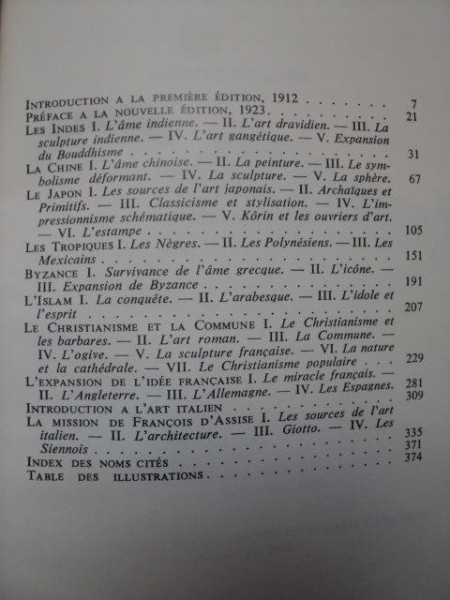 INTRODUCTION A LA PREMIÈRE ÉDITION, 1912 . . . . . . . . 7
PRÉFACE A LA NOUVELLE ÉDITION, 1923 . . . . . . . . . . 21
LES INDES I. L'âme indienne. — II. L'art dravidien. — III. La
sculpture indienne. — IV. L'art gangétique. — V. Expansion
du Bouddhisme . . . . . . . . . . . . . . . . . . . . 31
LA CHINE I. L'âme chinoise. — II. La peinture. — III. Le sym-
bolisme déformant. — IV. La sculpture. — V. La sphère. 67
LE JAPON I. Les sources de l'art japonais. — II. Archaïques et
Primitifs. — III. Classicisme et stylisation. — IV. L'im-
pressionnisme schématique. — V. Kôrin et les ouvriers d'art.
— VI. L'estampe . . . . . . . . . . . . . . . . . . . 105
LES TROPIQUES I. Les Nègres. — II. Les Polynésiens. — III. Les
Mexicains . . . . . . . . . . . . . . . . . . . . . . 151
BYZANCE I. Survivance de l'âme grecque. — II. L'icône. —
III. Expansion de Byzance . . . . . . . . . . . . . . 191
L'ISLAM I. La conquête. — II. L'arabesque. — III. L'idole et
l'esprit . . . . . . . . . . . . . . . . . . . . . . . 207
LE CHRISTIANISME ET LA COMMUNE I. Le Christianisme et
les barbares. — II. L'art roman. — III. La Commune. —
IV. L'ogive. — V. La sculpture française. — VI. La nature
et la cathédrale. — VII. Le Christianisme populaire . . . 229
L'EXPANSION DE L'IDÉE FRANÇAISE I. Le miracle français. —
II. L'Angleterre. — III. L'Allemagne. — IV. Les Espagnes. 281
INTRODUCTION A L'ART ITALIEN . . . . . . . . . . . . . 309
LA MISSION DE FRANÇOIS D'ASSISE I. Les sources de l'art
italien. — II. L'architecture. — III. Giotto. — IV. Les
Siennois . . . . . . . . . . . . . . . . . . . . . . . 335
INDEX DES NOMS CITÉS . . . . . . . . . . . . . . . . . 371
TABLE DES ILLUSTRATIONS . . . . . . . . . . . . . . . . 374